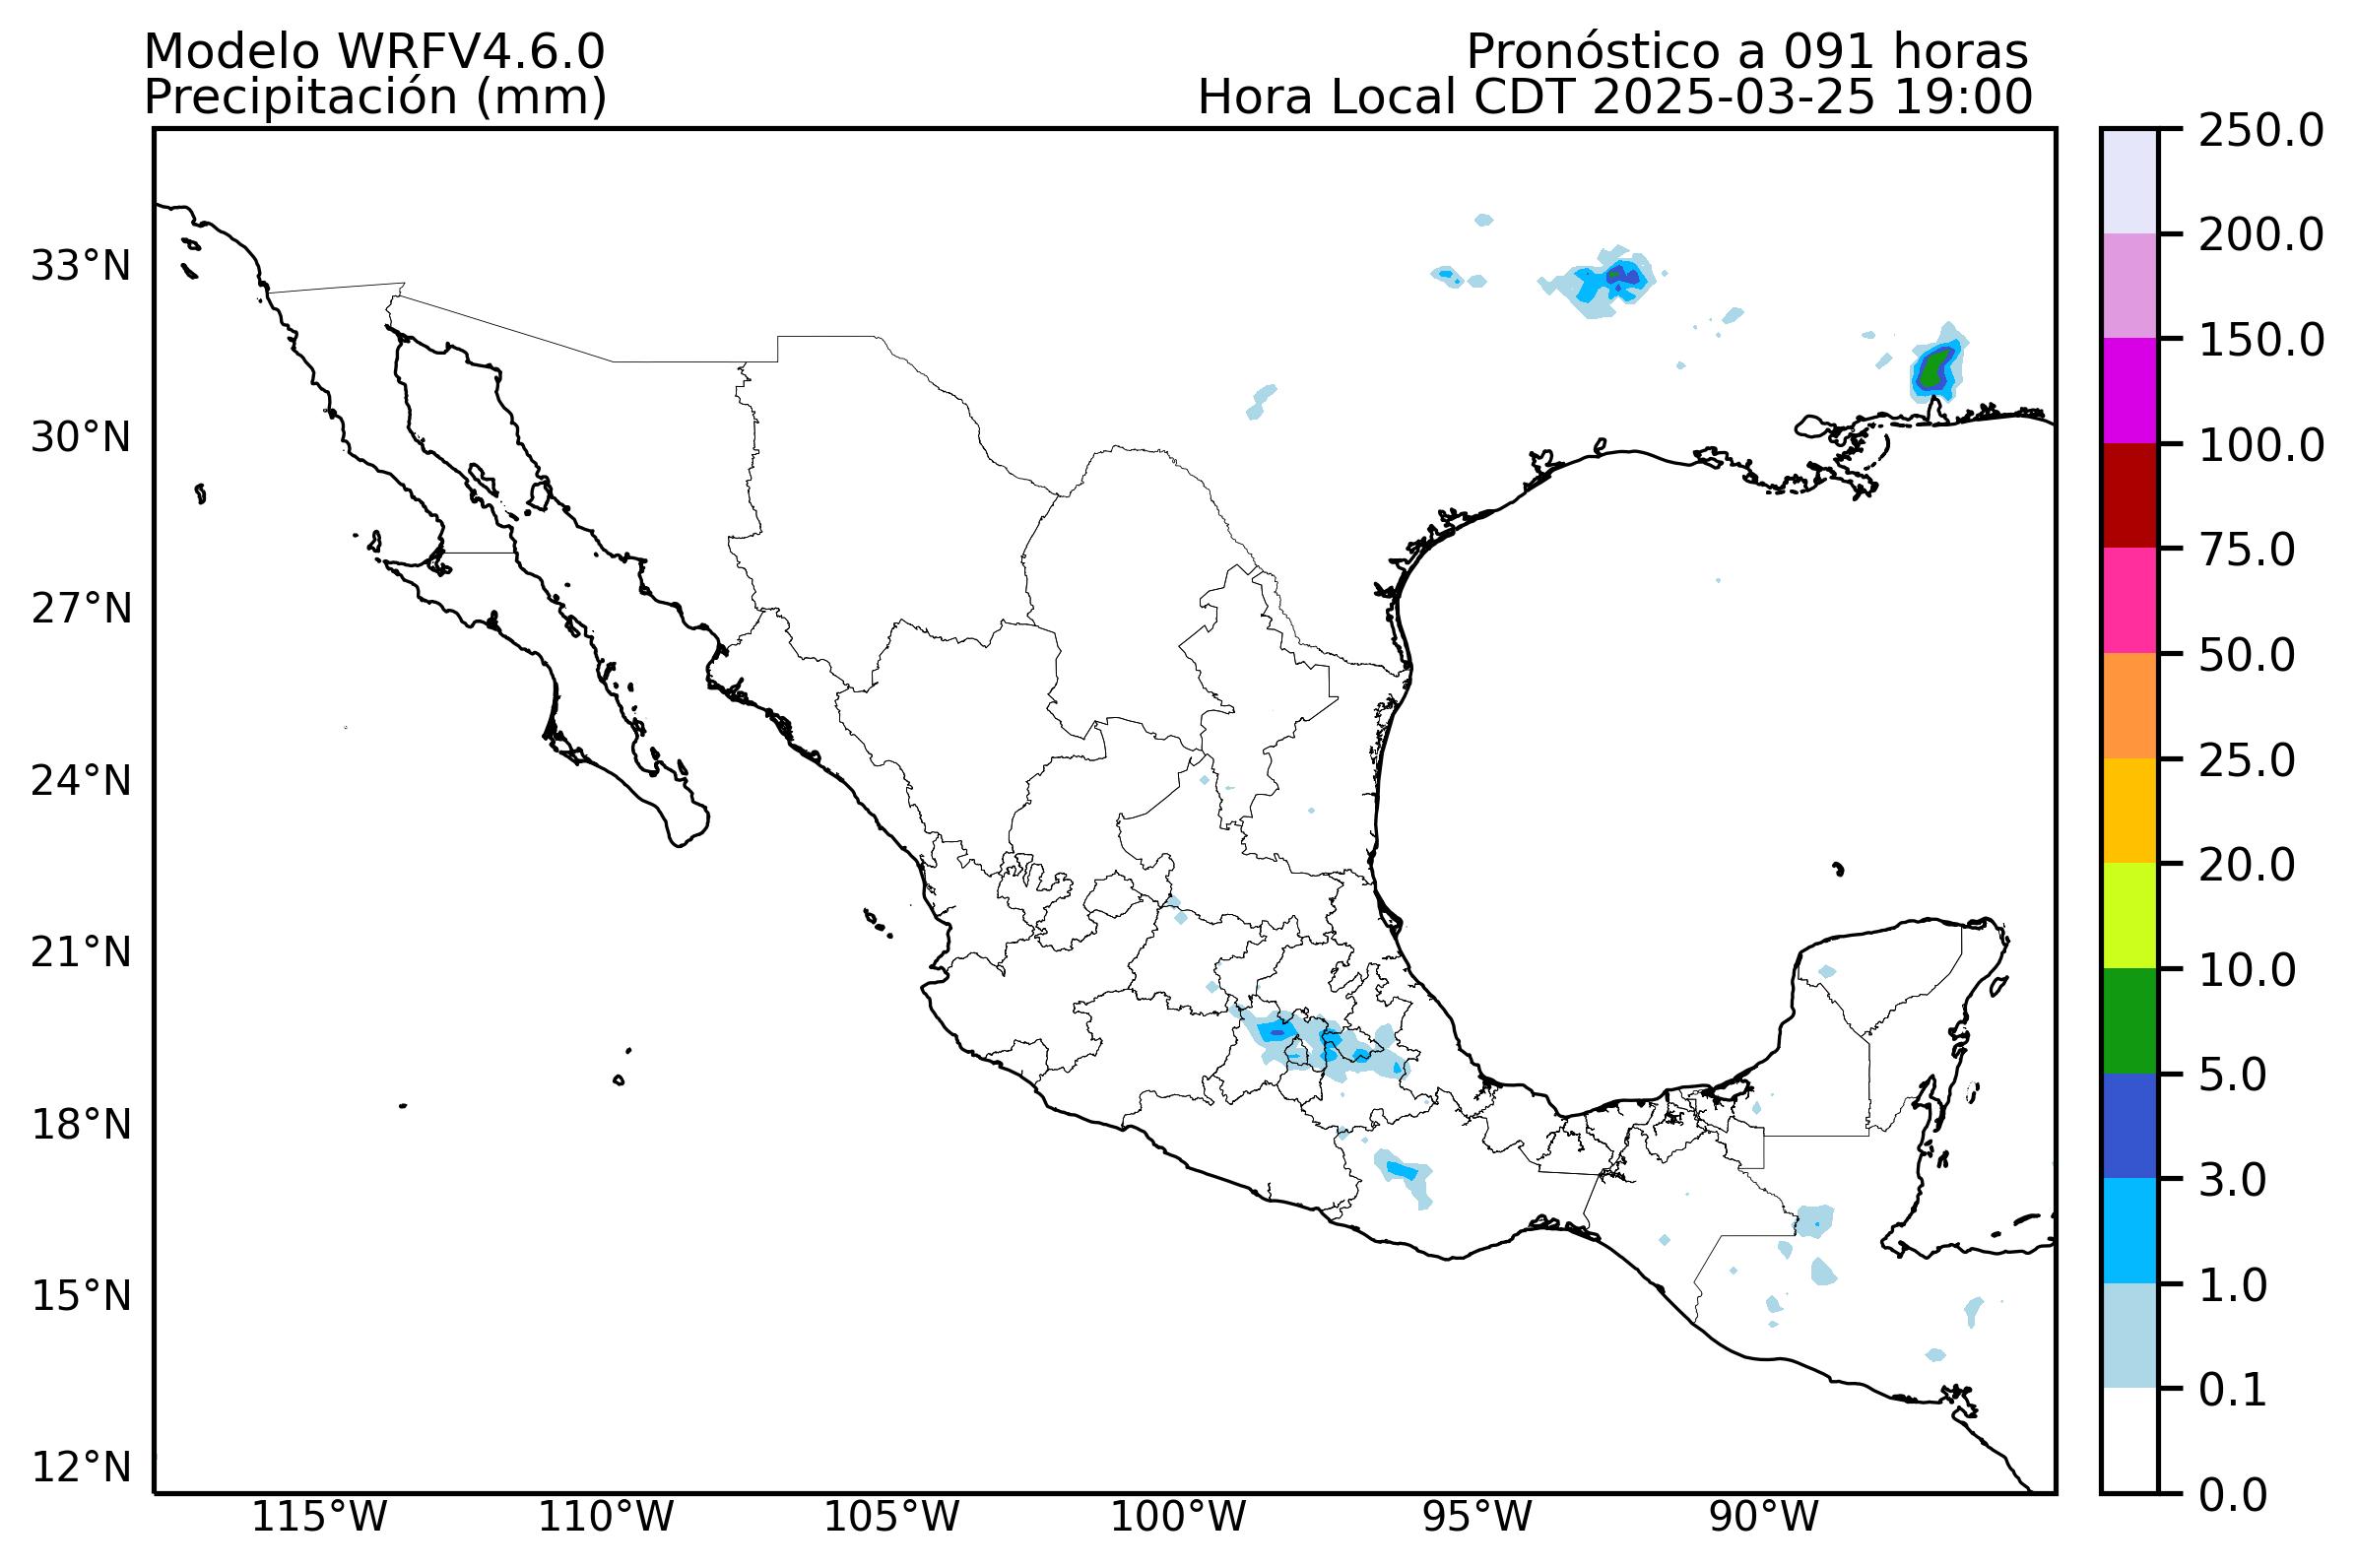 Modelo WRFV4.6.0
Precipitación (mm)
Pronóstico a 091 horas
Hora Local CDT 2025-03-25 19:00
33°N
30°N
27°N
24°N
21°N
18°N
15°N
12°N
115°W
110°W
105°W
100°W
95°W
90°W
250.0
200.0
150.0
100.0
75.0
50.0
25.0
20.0
10.0
5.0
3.0
1.0
0.1
0.0